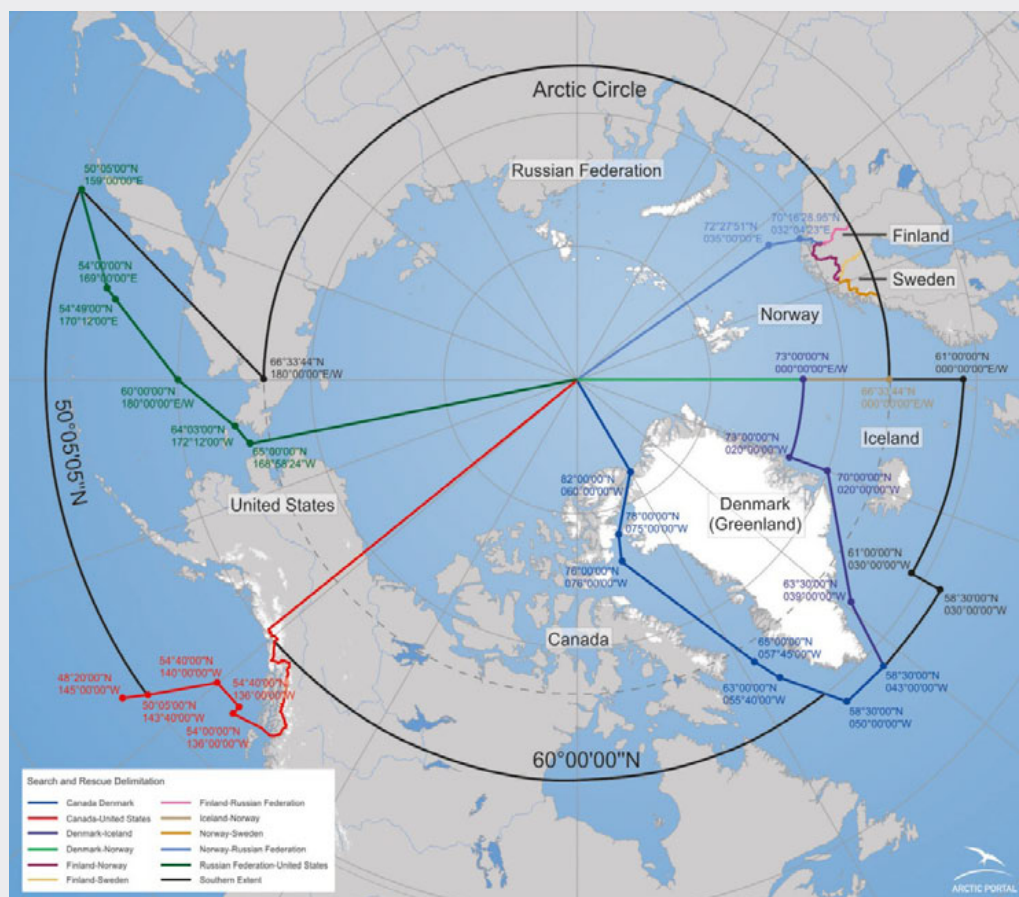 Arctic Circle
Russian Federation
50°05'00"N
159°00'00"E
70°16'28.95"N
032°04'23"E
72°27'51"N
035°00'00"E
Finland
Sweden
54°00'00"N
169°00'00"E
54°49'00"N
170°12'00"E
Norway
66°33'44"N
180°00'00"E/W
73°00'00"N
000°00'00"E/W
61°00'00"N
000°00'00"E/W
66°33'44"N
000°00'00"E/W
60°00'00"N
180°00'00"E/W
64°03'00"N
172°12'00"W
65°00'00"N
168°58'24"W
50°05'05"N
Iceland
73°00'00"N
020°00'00"W
70°00'00"N
020°00'00"W
82°00'00"N
060°00'00"W
United States
Denmark
(Greenland)
78°00'00"N
075°00'00"W
76°00'00"N
076°00'00"W
61°00'00"N
030°00'00"W
58°30'00"N
030°00'00"W
63°30'00"N
039°00'00"W
Canada
65°00'00"N
057°45'00"W
63°00'00"N
055°40'00"W
58°30'00"N
043°00'00"W
58°30'00"N
050°00'00"W
54°40'00"N
140°00'00"W
48°20'00"N
145°00'00"W
54°40'00"N
136°00'00"W
50°05'00"N
143°40'00"W
54°00'00"N
136°00'00"W
60°00'00"N
Search and Rescue Delimitation
Canada Denmark
Canada-United States
Denmark-Iceland
Denmark-Norway
Finland-Norway
Finland-Sweden
Finland-Russian Federation
Iceland-Norway
Norway-Sweden
Norway-Russian Federation
Russian Federation-United States
Southern Extent
ARCTIC PORTAL